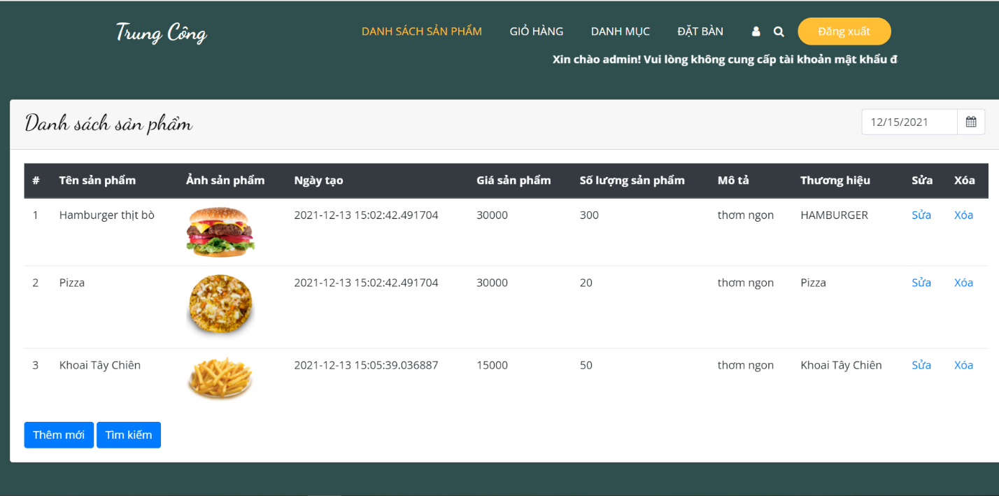 Trung Công
DANH SÁCH SẢN PHẨM GIỎ HÀNG DANH MỤC ĐẶT BÀN Đăng xuất
Xin chào admin! Vui lòng không cung cấp tài khoản mật khẩu đ
Danh sách sản phẩm
12/15/2021
# Tên sản phẩm Ảnh sản phẩm Ngày tạo Giá sản phẩm Số lượng sản phẩm Mô tả Thương hiệu Sửa Xóa
1 Hamburger thịt bò 2021-12-13 15:02:42.491704 30000 300 thơm ngon HAMBURGER Sửa Xóa
2 Pizza 2021-12-13 15:02:42.491704 30000 20 thơm ngon Pizza Sửa Xóa
3 Khoai Tây Chiên 2021-12-13 15:05:39.036887 15000 50 thơm ngon Khoai Tây Chiên Sửa Xóa
Thêm mới Tìm kiếm